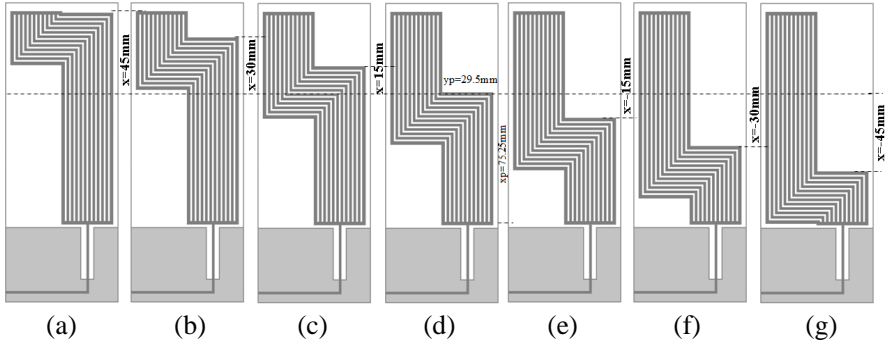 x=45mm
x=30mm
x=15mm
yp=29.5mm
xp=75.25mm
x=-15mm
x=-30mm
x=-45mm
(a) (b) (c) (d) (e) (f) (g)